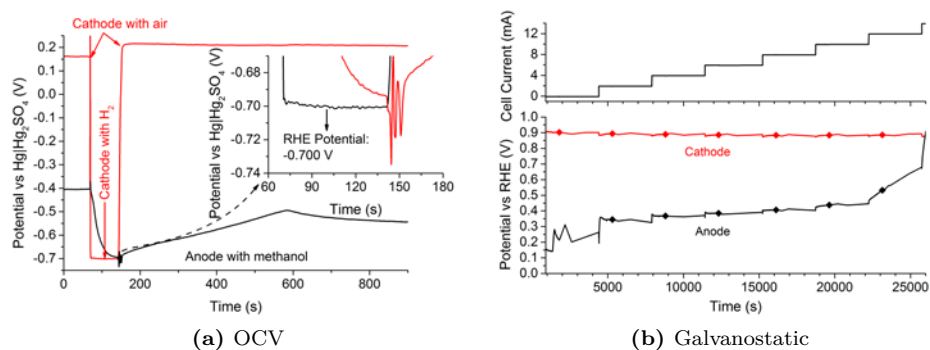 Cathode with air
Potential vs Hg|Hg₂SO₄ (V)
0.2
0.1
0.0
-0.1
-0.2
-0.3
-0.4
-0.5
-0.6
-0.7
Cathode with H₂
Anode with methanol
0 200 400 600 800
Time (s)
Potential vs Hg|Hg₂SO₄ (V)
-0.68
-0.70
-0.72
-0.74
RHE Potential:
-0.700 V
60 90 120 150 180
Time (s)
(a) OCV
Cell Current (mA)
12
8
4
0
Potential vs RHE (V)
0.9
0.8
0.7
0.6
0.5
0.4
0.3
0.2
0.1
0.0
Cathode
Anode
5000 10000 15000 20000 25000
Time (s)
(b) Galvanostatic